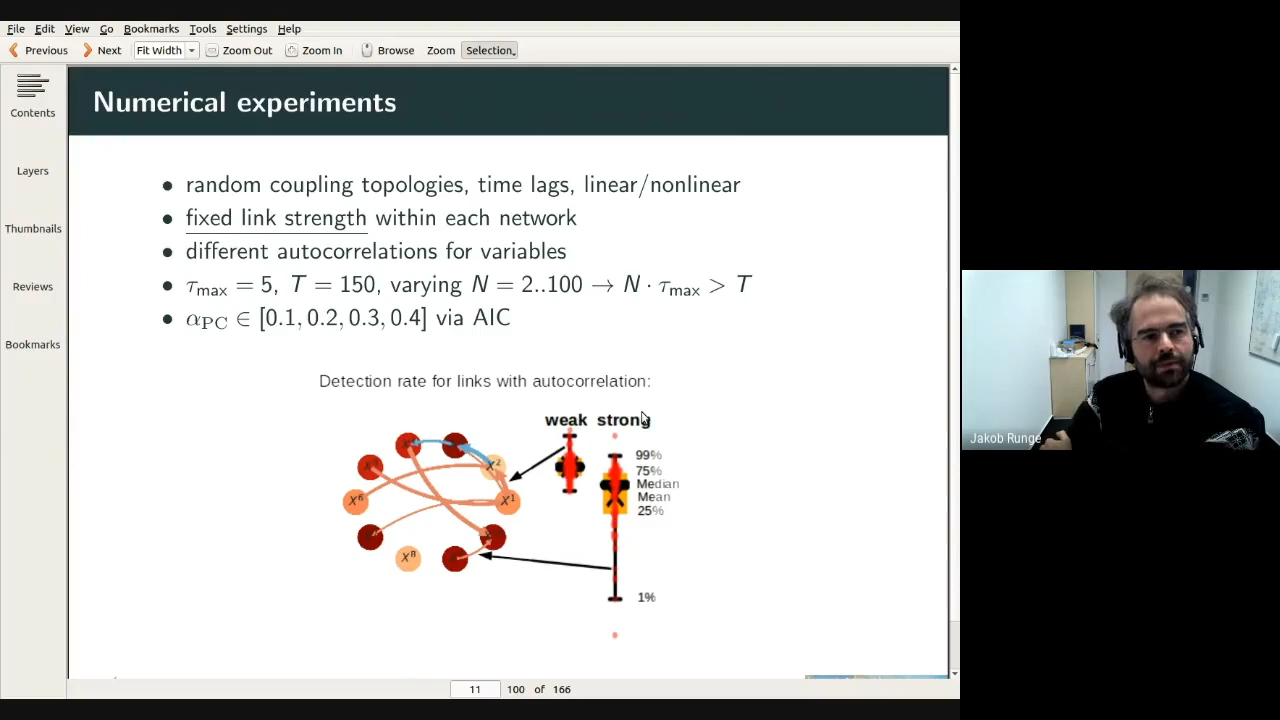 File Edit View Go Bookmarks Tools Settings Help
Previous Next Fit Width Zoom Out Zoom In Browse Zoom Selection
Contents
Layers
Thumbnails
Reviews
Bookmarks
Numerical experiments
• random coupling topologies, time lags, linear/nonlinear
• fixed link strength within each network
• different autocorrelations for variables
• τmax = 5, T = 150, varying N = 2..100 → N · τmax > T
• αPC ∈ [0.1, 0.2, 0.3, 0.4] via AIC
Detection rate for links with autocorrelation:
weak strong
99%
75%
Median
Mean
25%
1%
X²
X⁶
X¹
X⁸
Jakob Runge
11 100 of 166